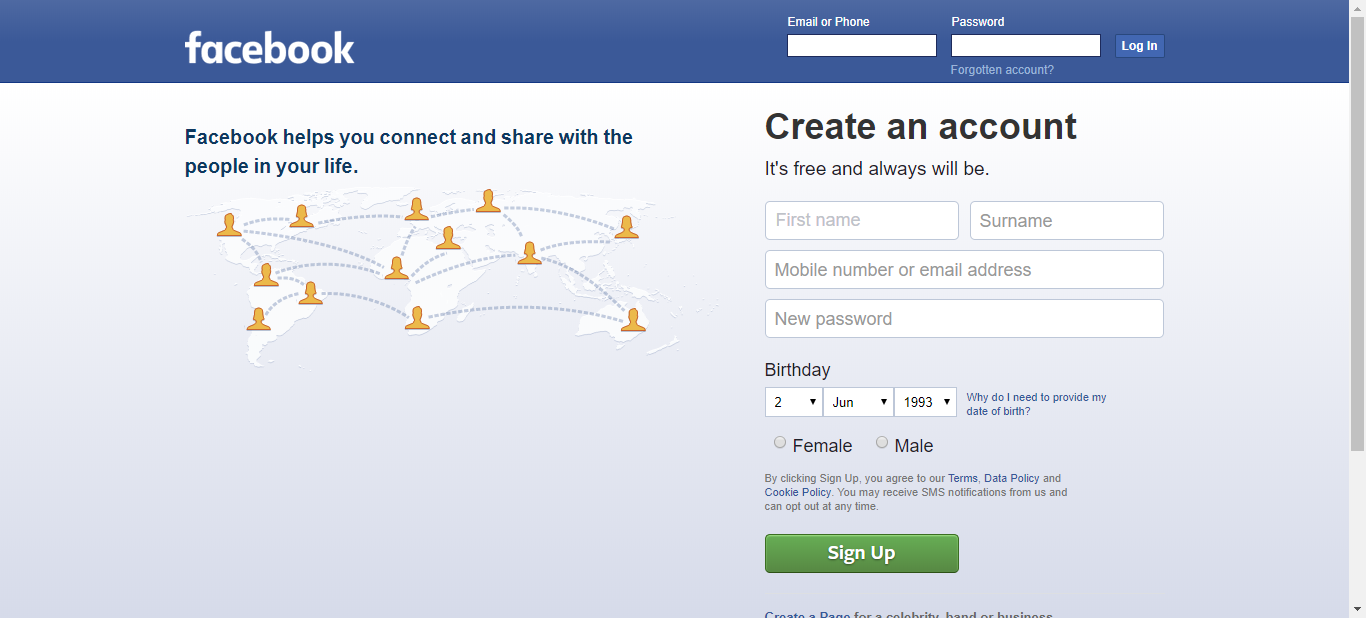 facebook
Email or Phone
Password
Log In
Forgotten account?
Facebook helps you connect and share with the
people in your life.
Create an account
It's free and always will be.
First name
Surname
Mobile number or email address
New password
Birthday
2
Jun
1993
Why do I need to provide my
date of birth?
Female
Male
By clicking Sign Up, you agree to our Terms, Data Policy and
Cookie Policy. You may receive SMS notifications from us and
can opt out at any time.
Sign Up
Create a Page for a celebrity, band or business.